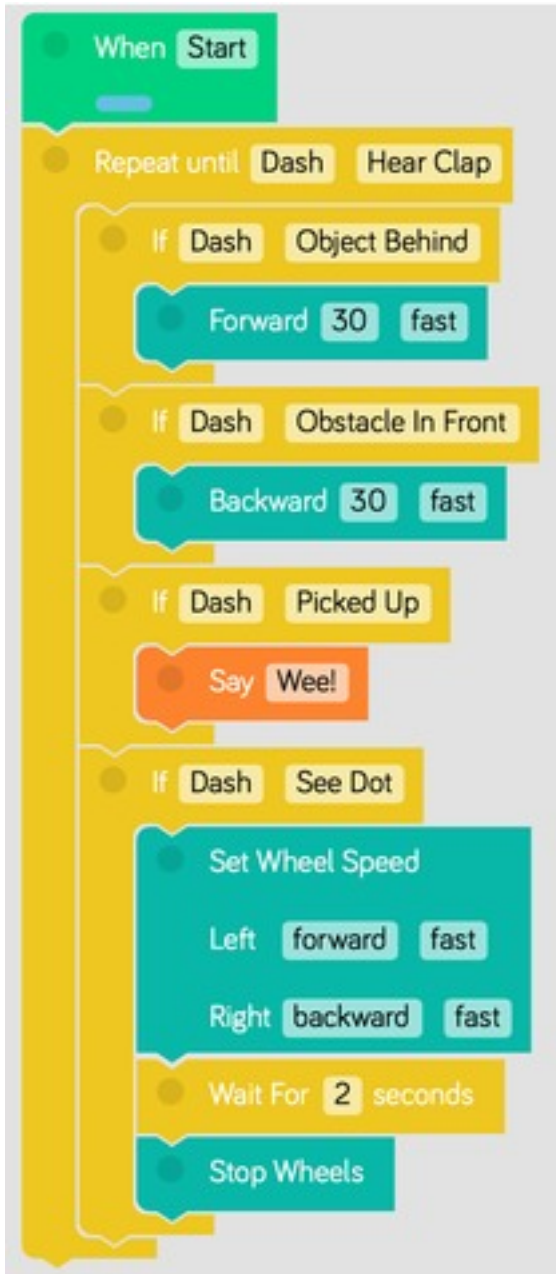 When Start
Repeat until Dash Hear Clap
If Dash Object Behind
Forward 30 fast
If Dash Obstacle In Front
Backward 30 fast
If Dash Picked Up
Say Wee!
If Dash See Dot
Set Wheel Speed
Left forward fast
Right backward fast
Wait For 2 seconds
Stop Wheels